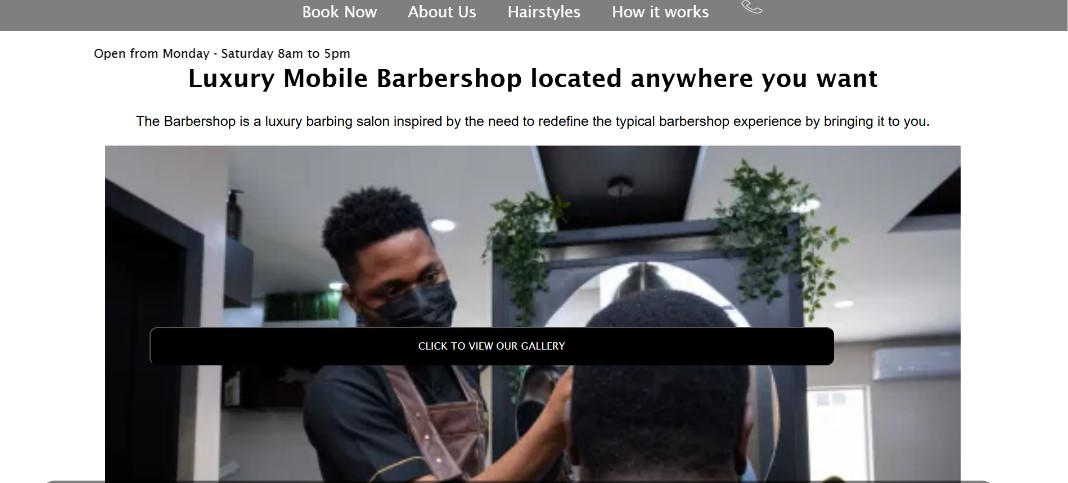 Book Now About Us Hairstyles How it works
Open from Monday - Saturday 8am to 5pm
Luxury Mobile Barbershop located anywhere you want
The Barbershop is a luxury barbing salon inspired by the need to redefine the typical barbershop experience by bringing it to you.
CLICK TO VIEW OUR GALLERY